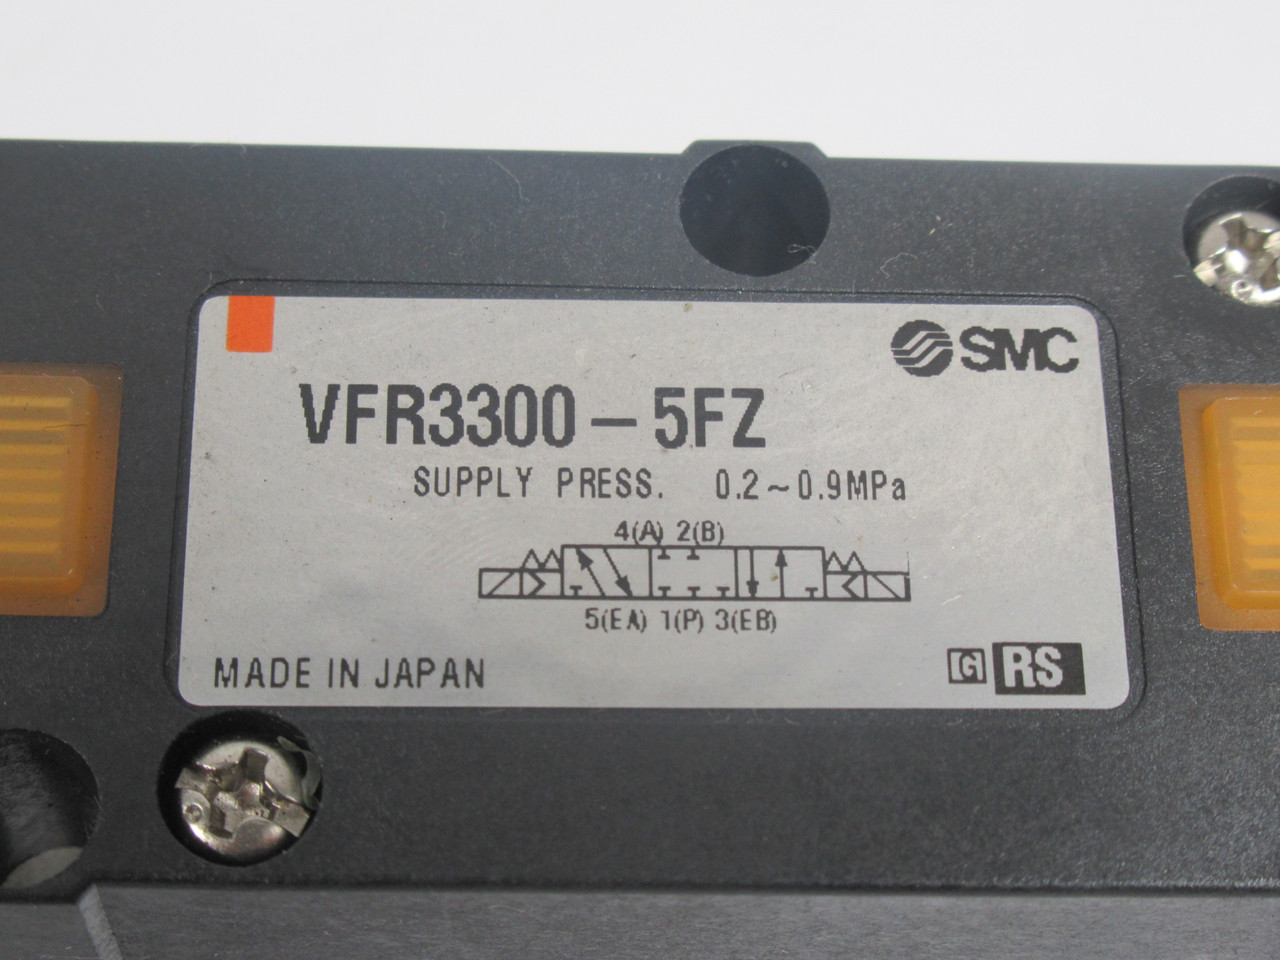 SMC
VFR3300-5FZ
SUPPLY PRESS. 0.2~0.9MPa
4(A) 2(B)
5(EA) 1(P) 3(EB)
MADE IN JAPAN
[G] RS